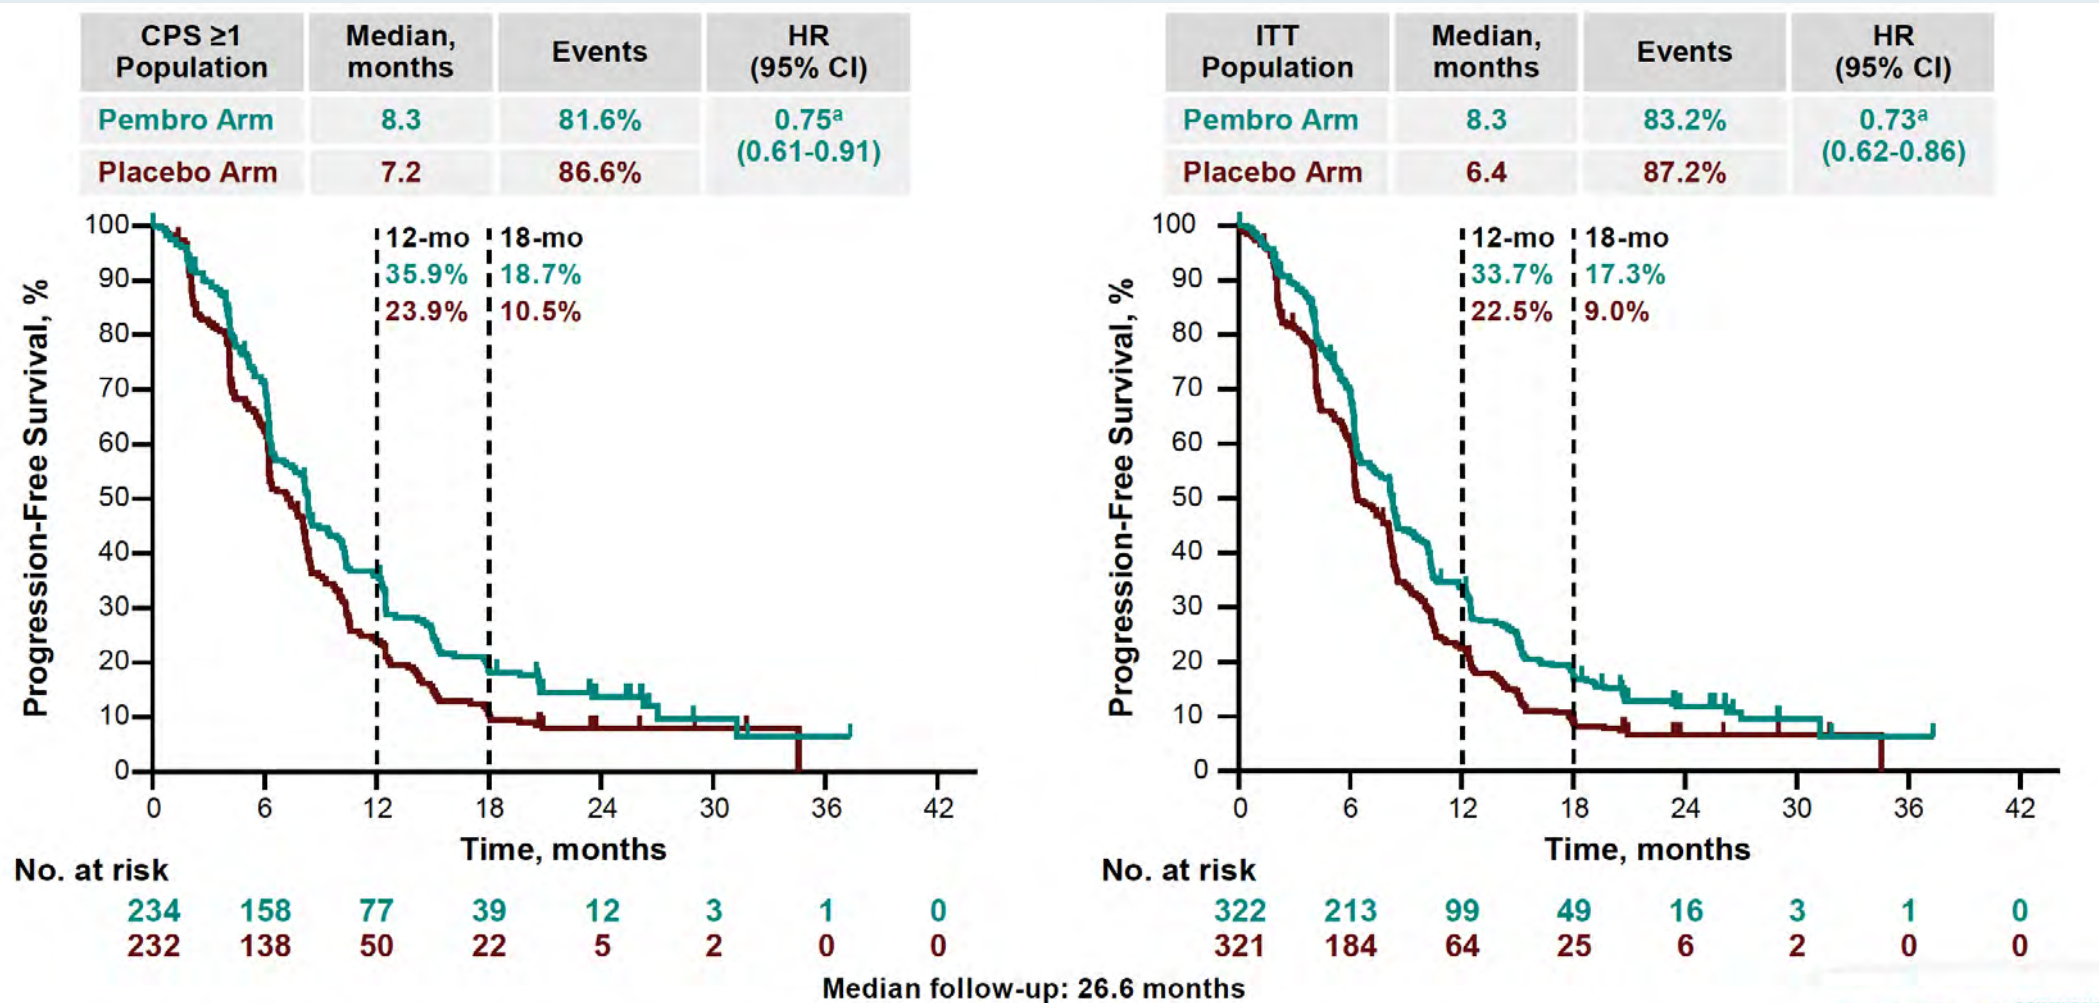 CPS ≥1 Population
Median, months
Events
HR (95% CI)
Pembro Arm 8.3 81.6% 0.75ᵃ (0.61-0.91)
Placebo Arm 7.2 86.6%
Progression-Free Survival, %
100
90
80
70
60
50
40
30
20
10
0
12-mo 18-mo
35.9% 18.7%
23.9% 10.5%
0 6 12 18 24 30 36 42
Time, months
No. at risk
234 158 77 39 12 3 1 0
232 138 50 22 5 2 0 0
ITT Population
Median, months
Events
HR (95% CI)
Pembro Arm 8.3 83.2% 0.73ᵃ (0.62-0.86)
Placebo Arm 6.4 87.2%
Progression-Free Survival, %
100
90
80
70
60
50
40
30
20
10
0
12-mo 18-mo
33.7% 17.3%
22.5% 9.0%
0 6 12 18 24 30 36 42
Time, months
No. at risk
322 213 99 49 16 3 1 0
321 184 64 25 6 2 0 0
Median follow-up: 26.6 months